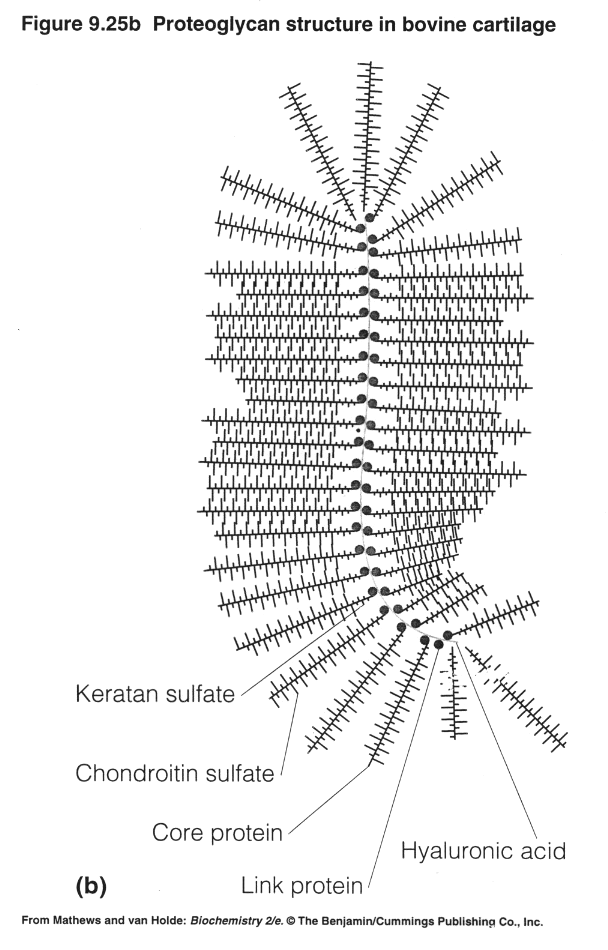 Figure 9.25b Proteoglycan structure in bovine cartilage
Keratan sulfate
Chondroitin sulfate
Core protein
Hyaluronic acid
(b)
Link protein
From Mathews and van Holde: Biochemistry 2/e. © The Benjamin/Cummings Publishing Co., Inc.